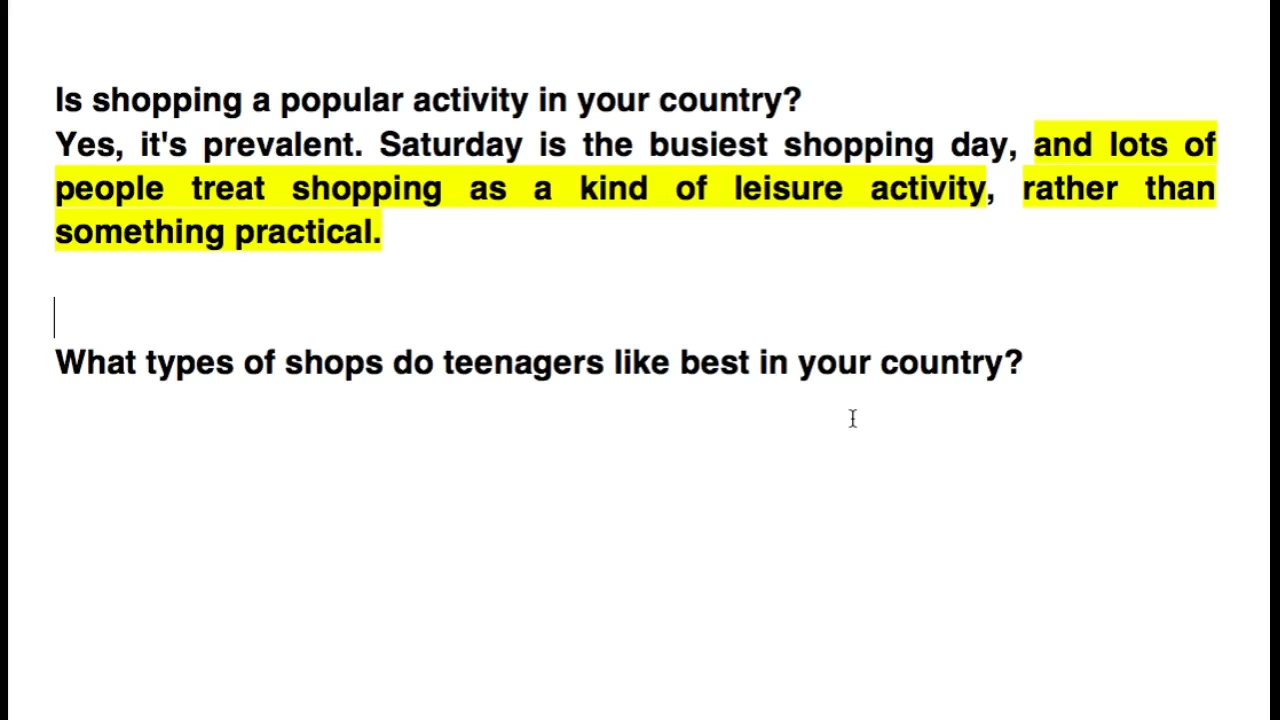 Is shopping a popular activity in your country?
Yes, it's prevalent. Saturday is the busiest shopping day, and lots of
people treat shopping as a kind of leisure activity, rather than
something practical.
What types of shops do teenagers like best in your country?